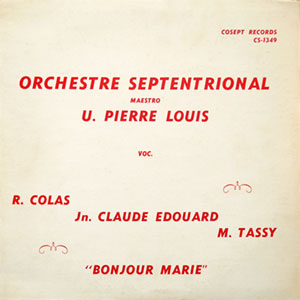 COSEPT RECORDS
CS-1349
ORCHESTRE SEPTENTRIONAL
MAESTRO
U. PIERRE LOUIS
VOC.
R. COLAS
Jn. CLAUDE EDOUARD
M. TASSY
"BONJOUR MARIE"